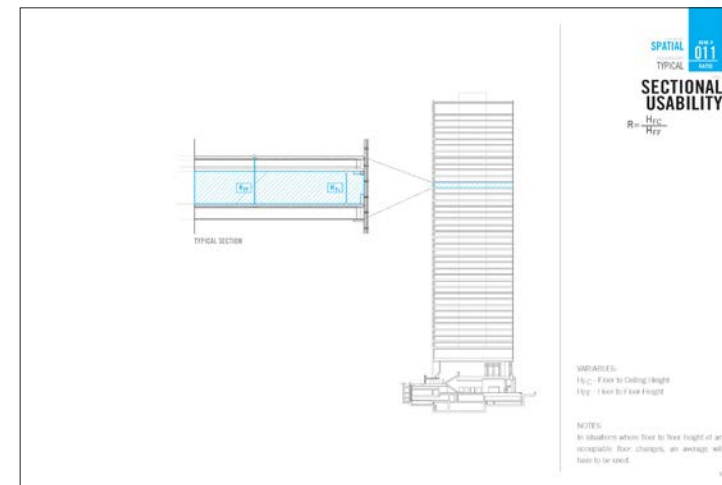 SPATIAL
TYPICAL
011
RATIO
SECTIONAL
USABILITY
R= HFC
HFF
HFF
HFC
TYPICAL SECTION
VARIABLES:
HFC - Floor to Ceiling Height
HFF - Floor to Floor Height
NOTES:
In situations where floor to floor height of an
occupiable floor changes, an average will
have to be used.